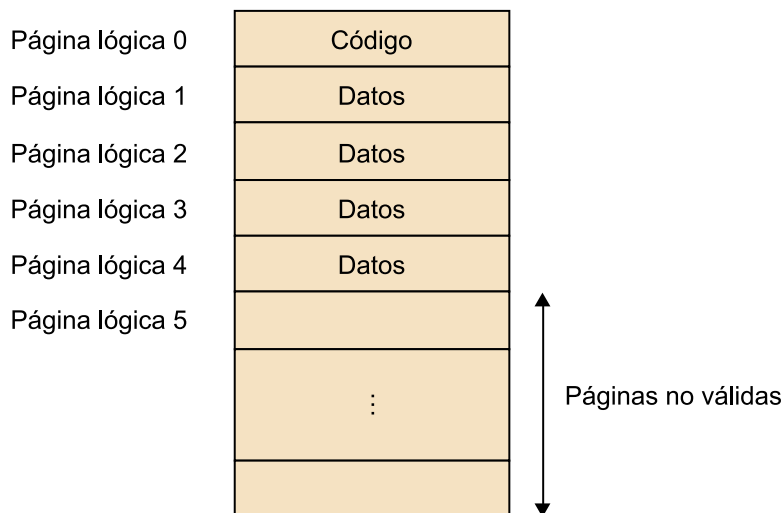 Página lógica 0 Código
Página lógica 1 Datos
Página lógica 2 Datos
Página lógica 3 Datos
Página lógica 4 Datos
Página lógica 5
⋮
Páginas no válidas